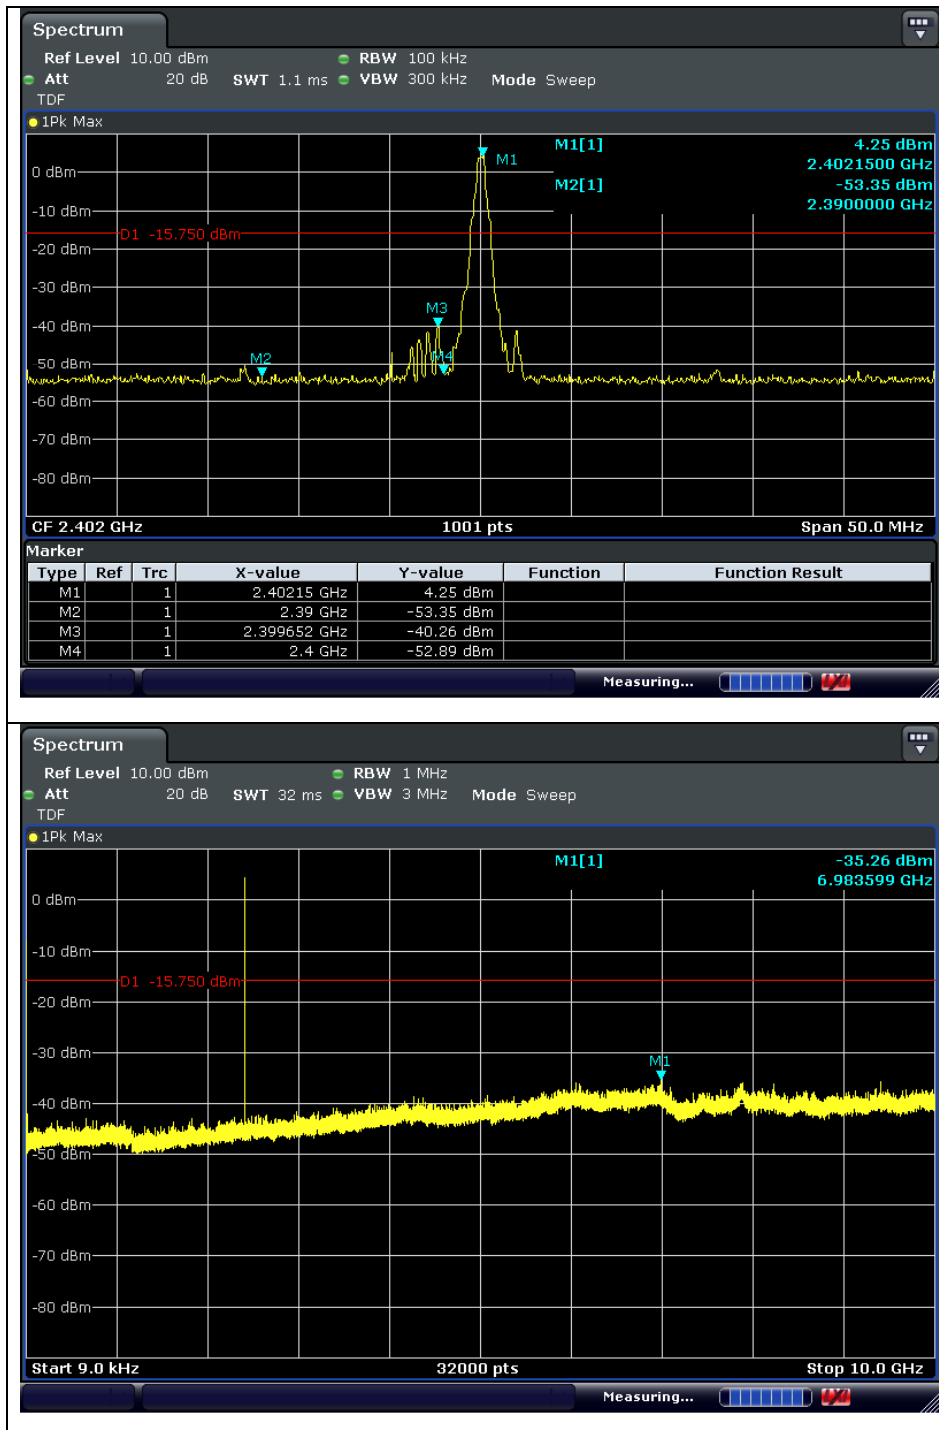 Spectrum
Ref Level 10.00 dBm RBW 100 kHz
Att 20 dB SWT 1.1 ms VBW 300 kHz Mode Sweep
TDF
1Pk Max
M1[1] 4.25 dBm
2.4021500 GHz
M2[1] -53.35 dBm
2.3900000 GHz
M1
0 dBm
-10 dBm
D1 -15.750 dBm
-20 dBm
-30 dBm
M3
-40 dBm
M2 M4
-50 dBm
-60 dBm
-70 dBm
-80 dBm
CF 2.402 GHz 1001 pts Span 50.0 MHz
Marker
Type Ref Trc X-value Y-value Function Function Result
M1 1 2.40215 GHz 4.25 dBm
M2 1 2.39 GHz -53.35 dBm
M3 1 2.399652 GHz -40.26 dBm
M4 1 2.4 GHz -52.89 dBm
Measuring...
Spectrum
Ref Level 10.00 dBm RBW 1 MHz
Att 20 dB SWT 32 ms VBW 3 MHz Mode Sweep
TDF
1Pk Max
M1[1] -35.26 dBm
6.983599 GHz
0 dBm
-10 dBm
D1 -15.750 dBm
-20 dBm
-30 dBm
M1
-40 dBm
-50 dBm
-60 dBm
-70 dBm
-80 dBm
Start 9.0 kHz 32000 pts Stop 10.0 GHz
Measuring...